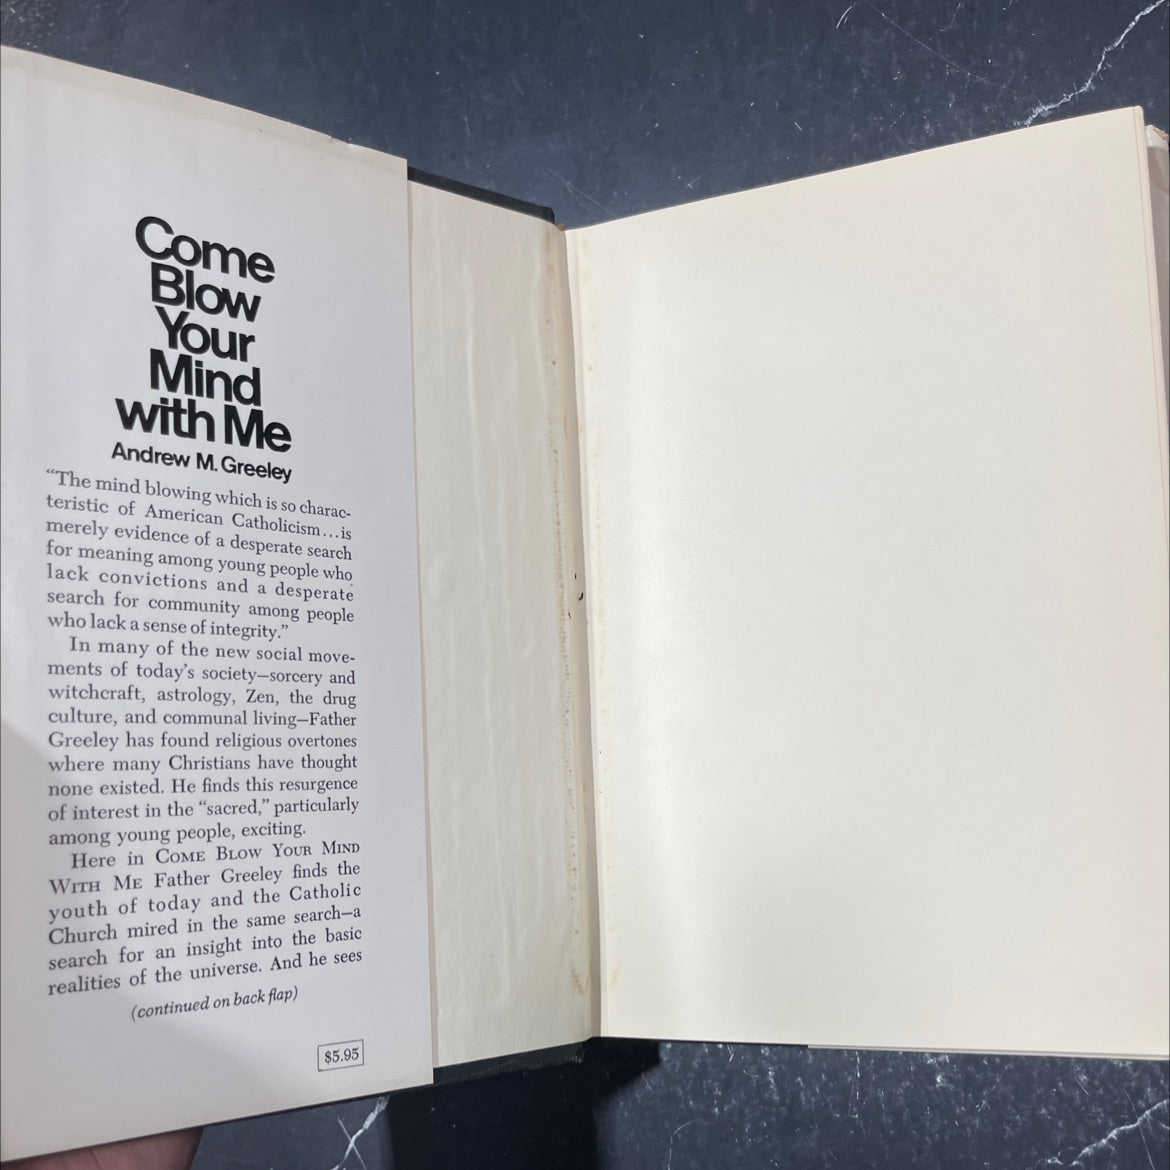 Come
Blow
Your
Mind
with Me
Andrew M. Greeley
“The mind blowing which is so charac-
teristic of American Catholicism...is
merely evidence of a desperate search
for meaning among young people who
lack convictions and a desperate
search for community among people
who lack a sense of integrity.”
In many of the new social move-
ments of today’s society—sorcery and
witchcraft, astrology, Zen, the drug
culture, and communal living—Father
Greeley has found religious overtones
where many Christians have thought
none existed. He finds this resurgence
of interest in the “sacred,” particularly
among young people, exciting.
Here in COME BLOW YOUR MIND
WITH ME Father Greeley finds the
youth of today and the Catholic
Church mired in the same search—a
search for an insight into the basic
realities of the universe. And he sees
(continued on back flap)
$5.95